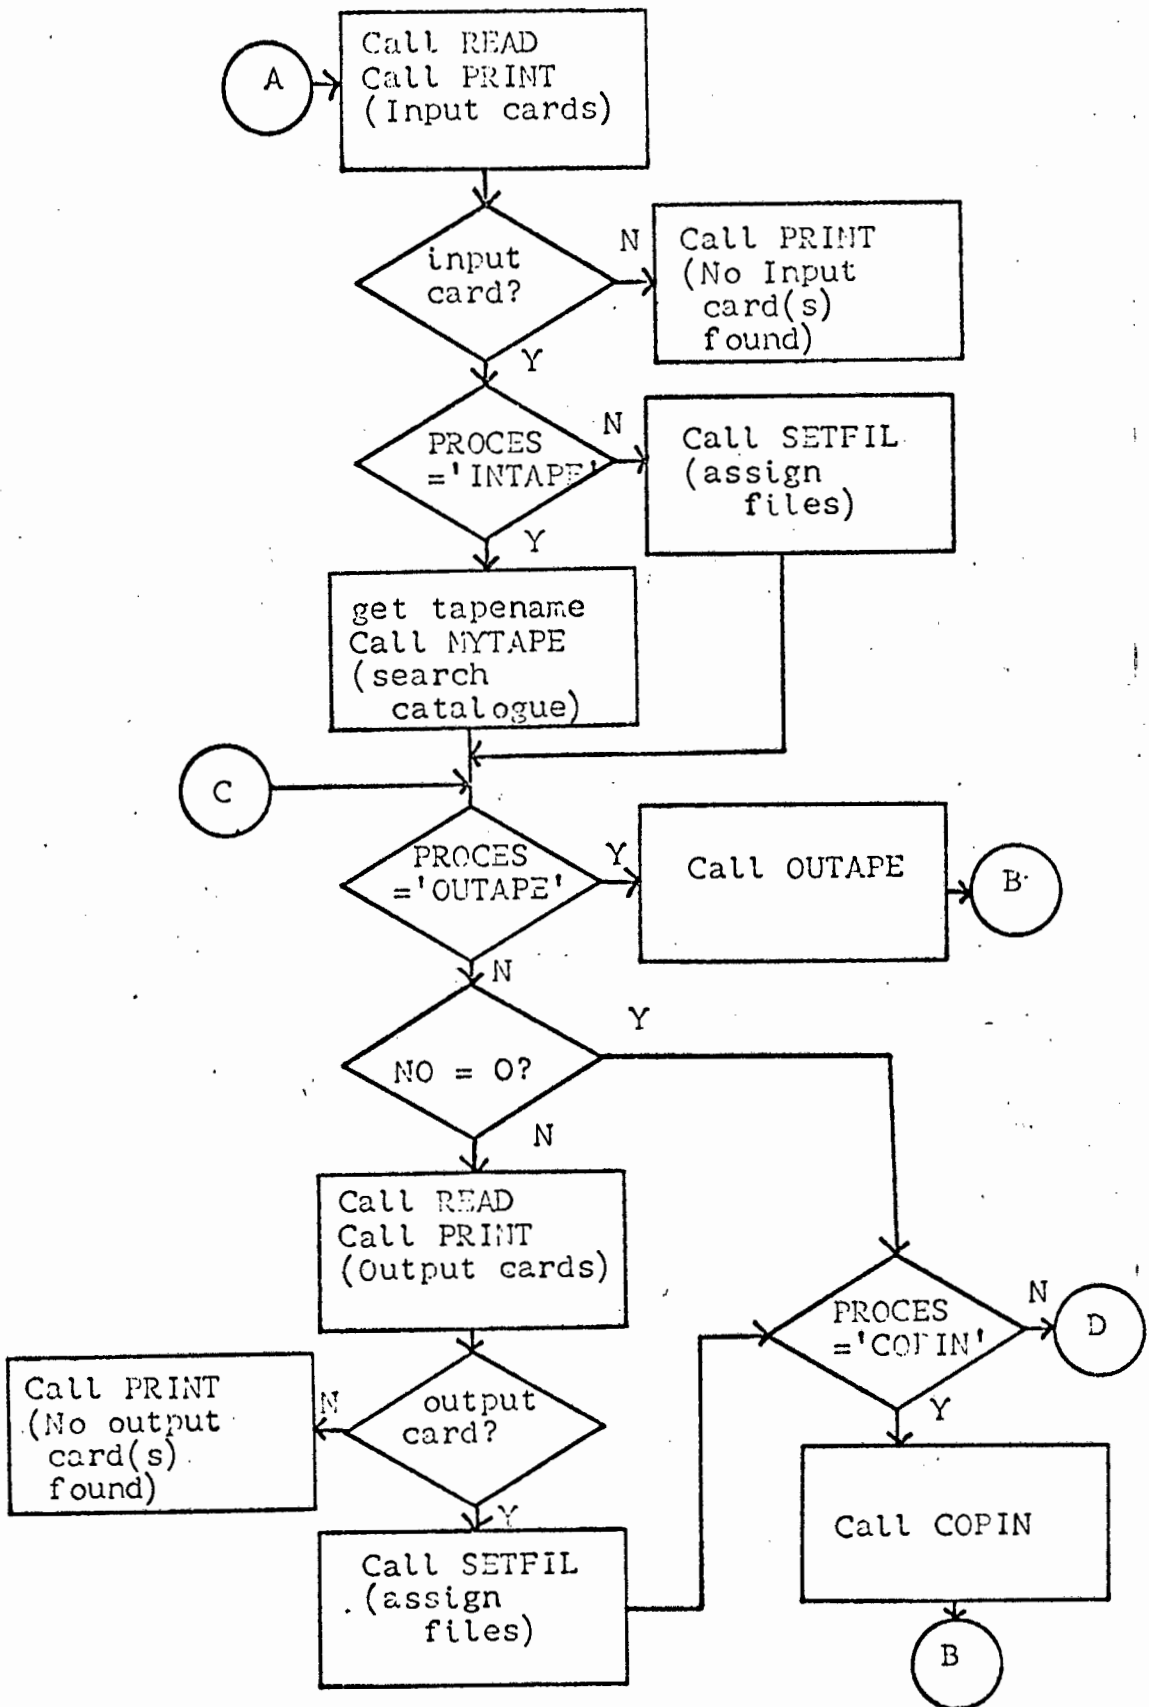 A
Call READ
Call PRINT
(Input cards)
input
card?
N
Call PRINT
(No Input
card(s)
found)
Y
PROCES
='INTAPE'
N
Call SETFIL
(assign
files)
Y
get tapename
Call MYTAPE
(search
catalogue)
C
PROCES
='OUTAPE'
Y
Call OUTAPE
B
N
NO = 0?
Y
N
Call READ
Call PRINT
(Output cards)
PROCES
='COPIN'
N
D
Call PRINT
(No output
card(s)
found)
N
output
card?
Y
Y
Call COPIN
Call SETFIL
(assign
files)
B